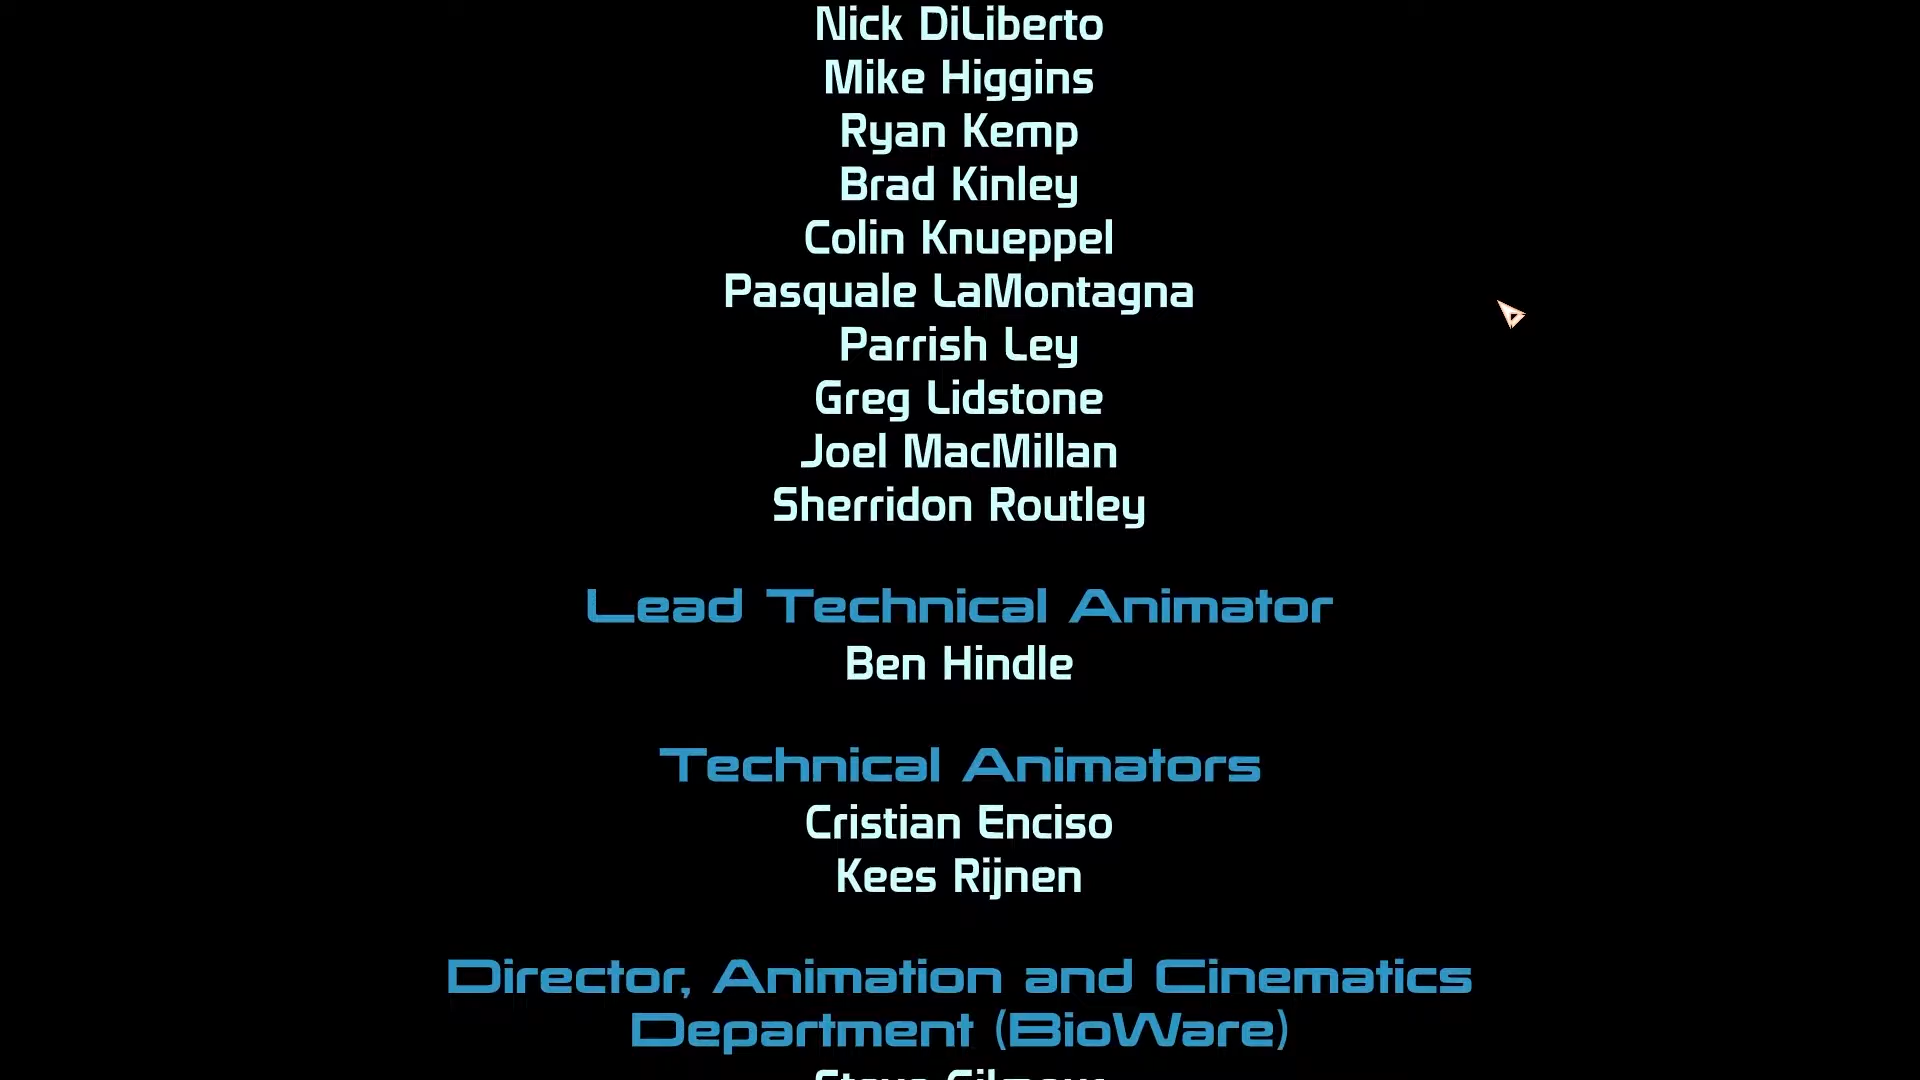 Nick DiLiberto
Mike Higgins
Ryan Kemp
Brad Kinley
Colin Knueppel
Pasquale LaMontagna
Parrish Ley
Greg Lidstone
Joel MacMillan
Sherridon Routley
Lead Technical Animator
Ben Hindle
Technical Animators
Cristian Enciso
Kees Rijnen
Director, Animation and Cinematics
Department (BioWare)